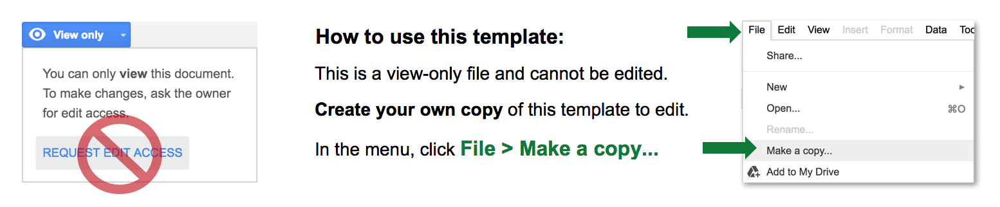 View only
You can only view this document.
To make changes, ask the owner
for edit access.
REQUEST EDIT ACCESS
How to use this template:
This is a view-only file and cannot be edited.
Create your own copy of this template to edit.
In the menu, click File > Make a copy...
File Edit View Insert Format Data Too
Share...
New
Open... ⌘O
Rename...
Make a copy...
Add to My Drive